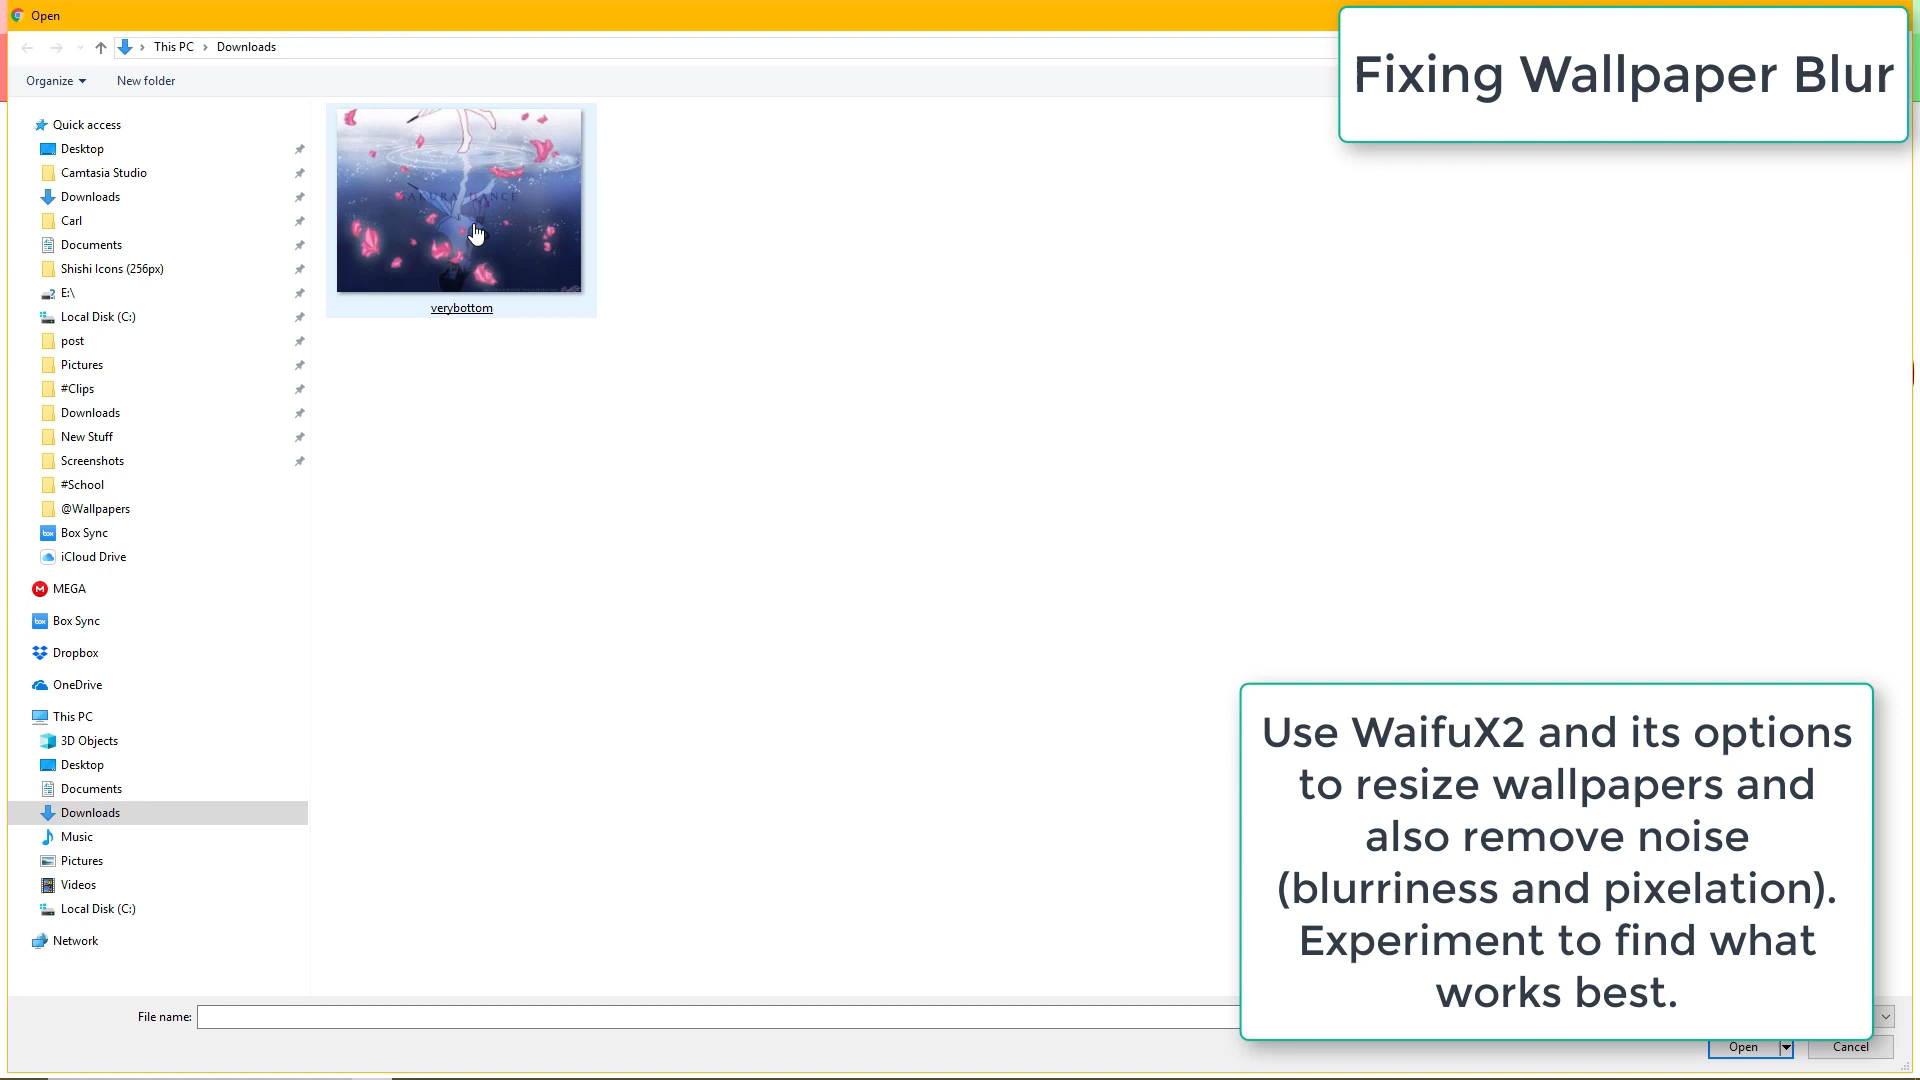 Open
Fixing Wallpaper Blur
This PC
Downloads
Organize
New folder
Quick access
Desktop
Camtasia Studio
Downloads
Carl
Documents
Shishi Icons (256px)
E:\
Local Disk (C:)
post
Pictures
#Clips
Downloads
New Stuff
Screenshots
#School
@Wallpapers
Box Sync
iCloud Drive
MEGA
Box Sync
Dropbox
OneDrive
This PC
3D Objects
Desktop
Documents
Downloads
Music
Pictures
Videos
Local Disk (C:)
Network
DANCE
verybottom
Use WaifuX2 and its options
to resize wallpapers and
also remove noise
(blurriness and pixelation).
Experiment to find what
works best.
File name:
Open
Cancel